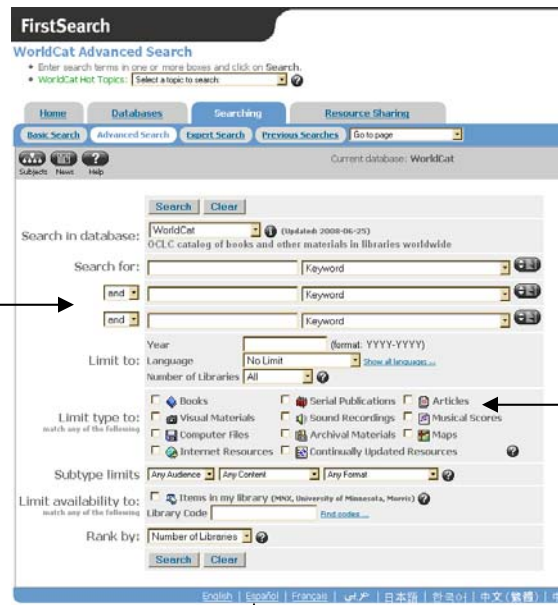 FirstSearch
WorldCat Advanced Search
Enter search terms in one or more boxes and click on Search.
WorldCat Hot Topics: Select a topic to search:
Home Databases Searching Resource Sharing
Basic Search Advanced Search Expert Search Previous Searches Go to page
Subjects News Help Current database: WorldCat
Search Clear
Search in database: WorldCat (Updated: 2008-06-25)
OCLC catalog of books and other materials in libraries worldwide
Search for: Keyword
and Keyword
and Keyword
Year (format: YYYY-YYYY)
Limit to: Language No Limit Show all languages ...
Number of Libraries All
Books Serial Publications Articles
Limit type to: Visual Materials Sound Recordings Musical Scores
match any of the following Computer Files Archival Materials Maps
Internet Resources Continually Updated Resources
Subtype limits Any Audience Any Content Any Format
Limit availability to: Items in my library (MNX, University of Minnesota, Morris)
match any of the following Library Code Find codes ...
Rank by: Number of Libraries
Search Clear
English | Español | Français | عربي | 日本語 | 한국어 | 中文(繁體) |